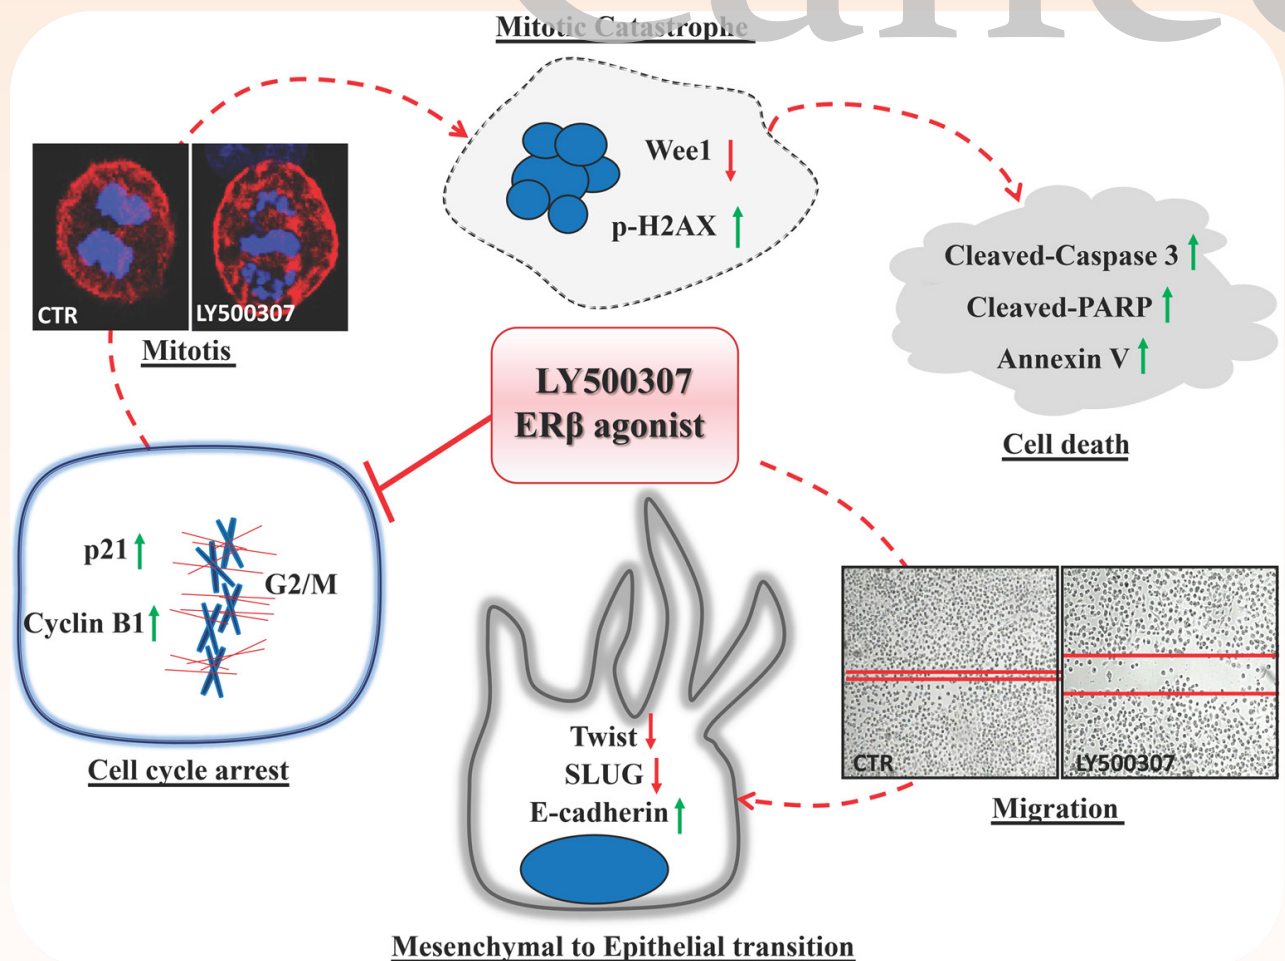 Mitotic Catastrophe
Wee1
p-H2AX
Cleaved-Caspase 3
Cleaved-PARP
Annexin V
Cell death
CTR
LY500307
Mitotis
LY500307
ERβ agonist
p21
G2/M
Cyclin B1
Cell cycle arrest
Twist
SLUG
E-cadherin
Mesenchymal to Epithelial transition
CTR
LY500307
Migration